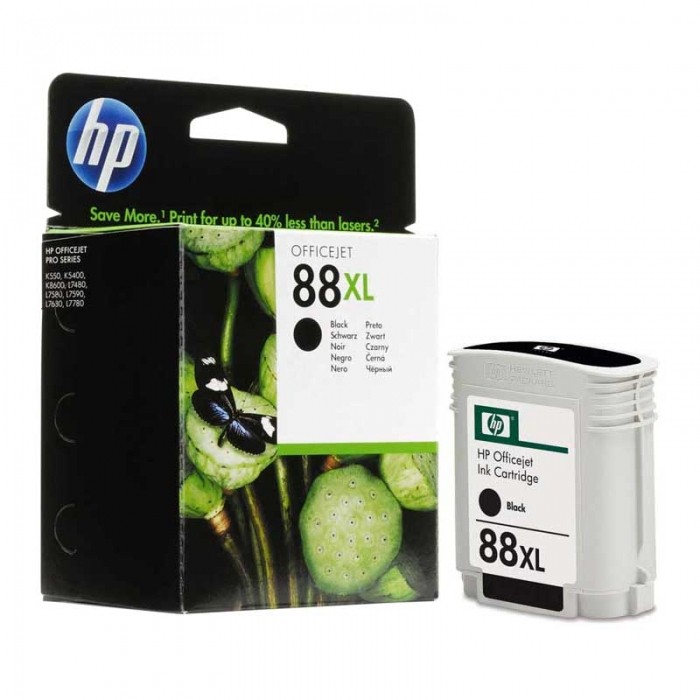 hp
Save More.¹ Print for up to 40% less than lasers.²
HP OFFICEJET
PRO SERIES
K550, K5400,
K8600, L7480,
L7580, L7590,
L7680, L7780
OFFICEJET
88XL
Black Preto
Schwarz Zwart
Noir Czarny
Negro Černá
Nero Чёрный
HEWLETT
PACKARD
hp
HP Officejet
Ink Cartridge
Black
88XL